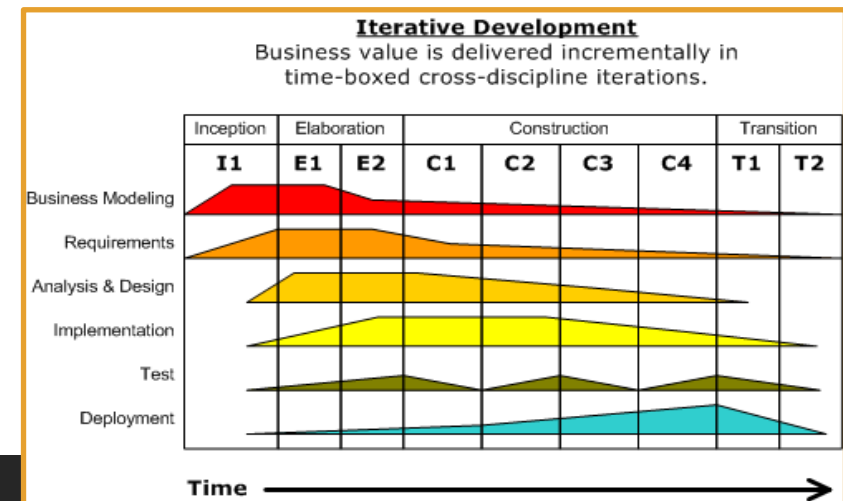 Iterative Development
Business value is delivered incrementally in
time-boxed cross-discipline iterations.
Inception Elaboration Construction Transition
I1 E1 E2 C1 C2 C3 C4 T1 T2
Business Modeling
Requirements
Analysis & Design
Implementation
Test
Deployment
Time